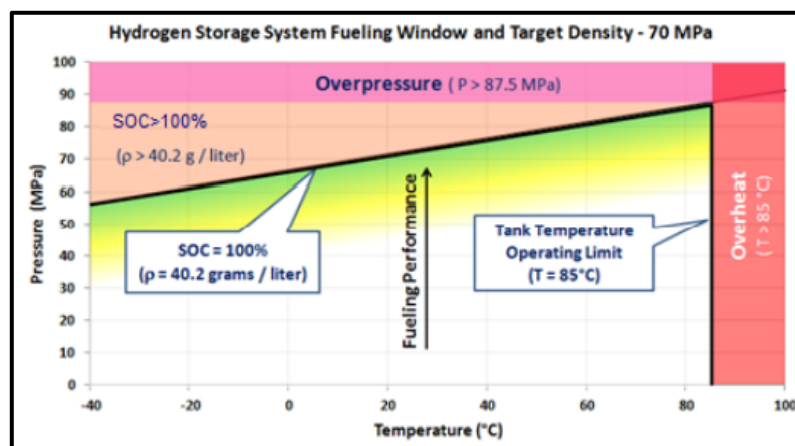 Hydrogen Storage System Fueling Window and Target Density - 70 MPa
Overpressure ( P > 87.5 MPa)
SOC>100%
(ρ > 40.2 g / liter)
SOC = 100%
(ρ = 40.2 grams / liter)
Fueling Performance
Tank Temperature
Operating Limit
(T = 85°C)
Overheat
( T > 85 °C)
Pressure (MPa)
100
90
80
70
60
50
40
30
20
10
0
-40
-20
0
20
40
60
80
100
Temperature (°C)